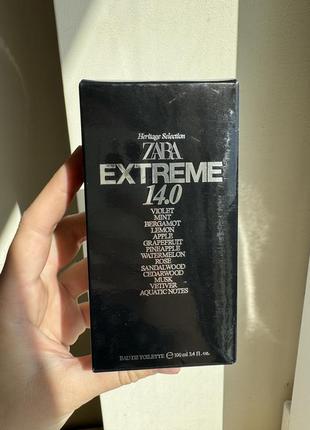 Heritage Selection
ZARA
EXTREME
14.0
VIOLET
MINT
BERGAMOT
LEMON
APPLE
GRAPEFRUIT
PINEAPPLE
WATERMELON
ROSE
SANDALWOOD
CEDARWOOD
MUSK
VETIVER
AQUATIC NOTES
EAU DE TOILETTE ℮ 100 ml 3.4 fl. oz.